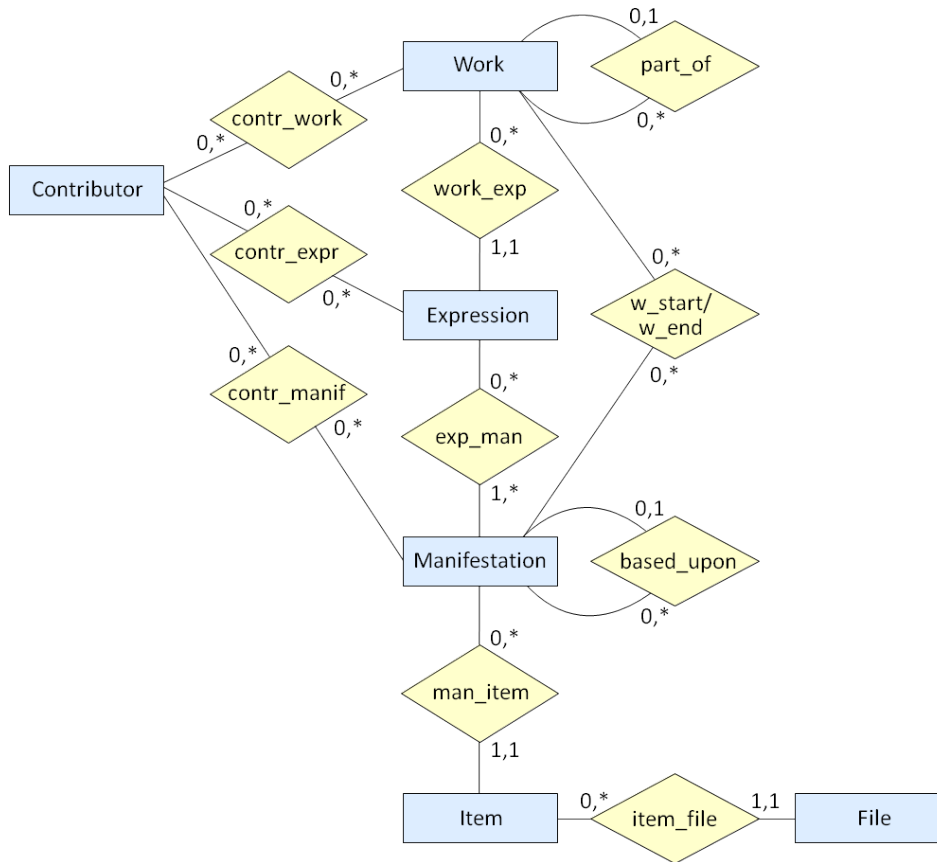 0,1
Work
part_of
0,*
contr_work
0,*
0,*
0,*
work_exp
Contributor
0,*
contr_expr
1,1
0,*
0,*
Expression
w_start/
w_end
0,*
0,*
0,*
contr_manif
0,*
exp_man
1,*
0,1
Manifestation
based_upon
0,*
0,*
man_item
1,1
0,*
1,1
Item
item_file
File